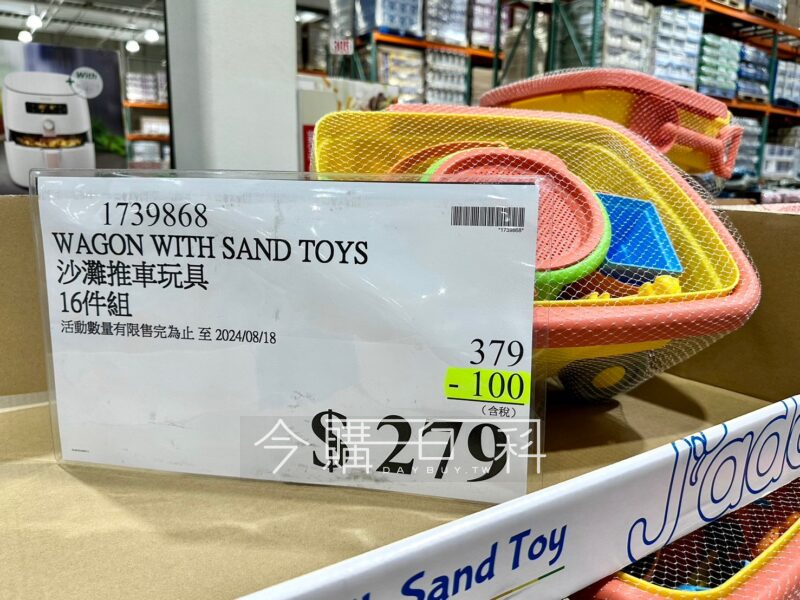 With
1739868
*1739868*
WAGON WITH SAND TOYS
沙灘推車玩具
16件組
活動數量有限售完為止 至 2024/08/18
379
- 100
(含稅)
$ 279
今購百科
DAYBUY.TW
Sand Toy